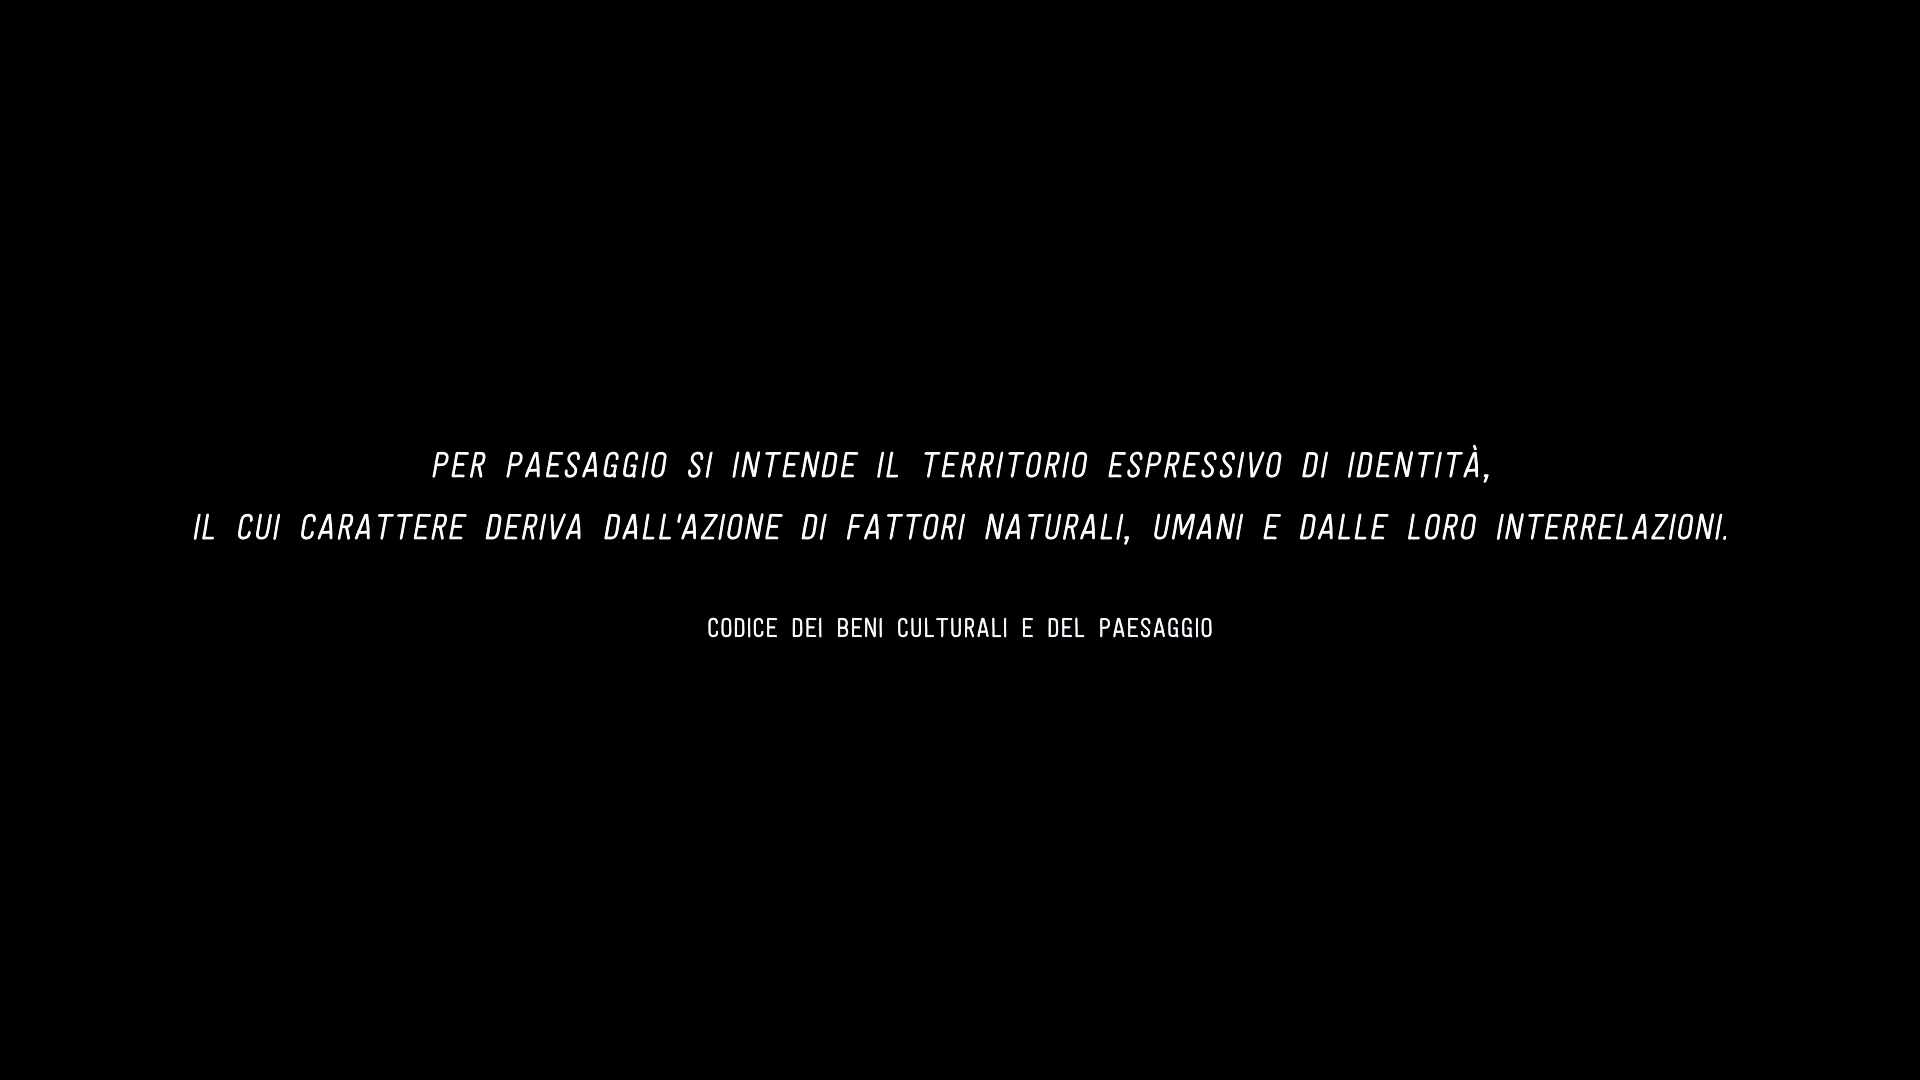 PER PAESAGGIO SI INTENDE IL TERRITORIO ESPRESSIVO DI IDENTITÀ,
IL CUI CARATTERE DERIVA DALL'AZIONE DI FATTORI NATURALI, UMANI E DALLE LORO INTERRELAZIONI.
CODICE DEI BENI CULTURALI E DEL PAESAGGIO